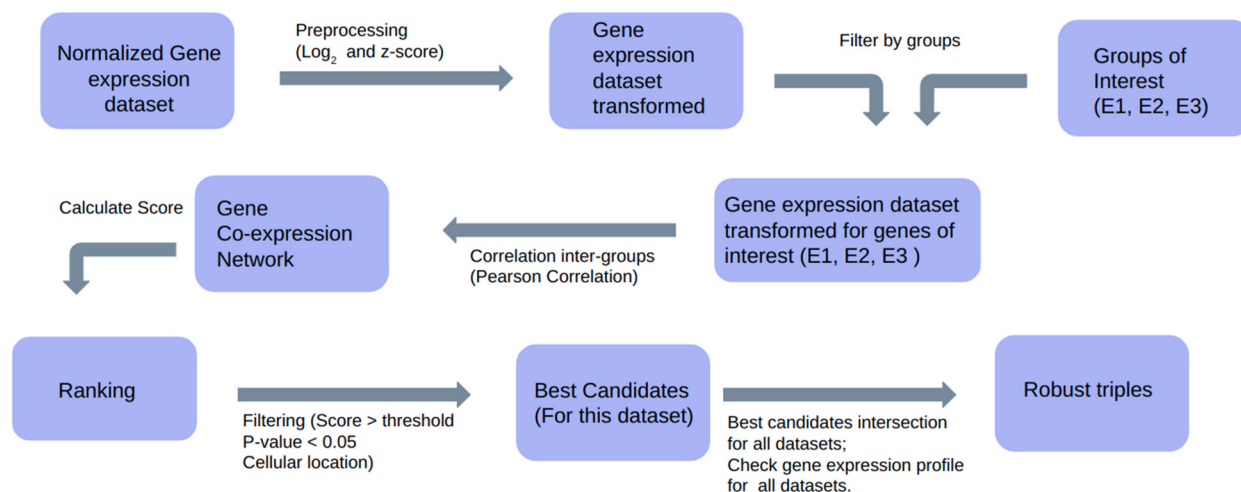 Normalized Gene
expression
dataset
Preprocessing
(Log2 and z-score)
Gene
expression
dataset
transformed
Filter by groups
Groups of
Interest
(E1, E2, E3)
Calculate Score
Gene
Co-expression
Network
Correlation inter-groups
(Pearson Correlation)
Gene expression dataset
transformed for genes of
interest (E1, E2, E3 )
Ranking
Filtering (Score > threshold
P-value < 0.05
Cellular location)
Best Candidates
(For this dataset)
Best candidates intersection
for all datasets;
Check gene expression profile
for all datasets.
Robust triples